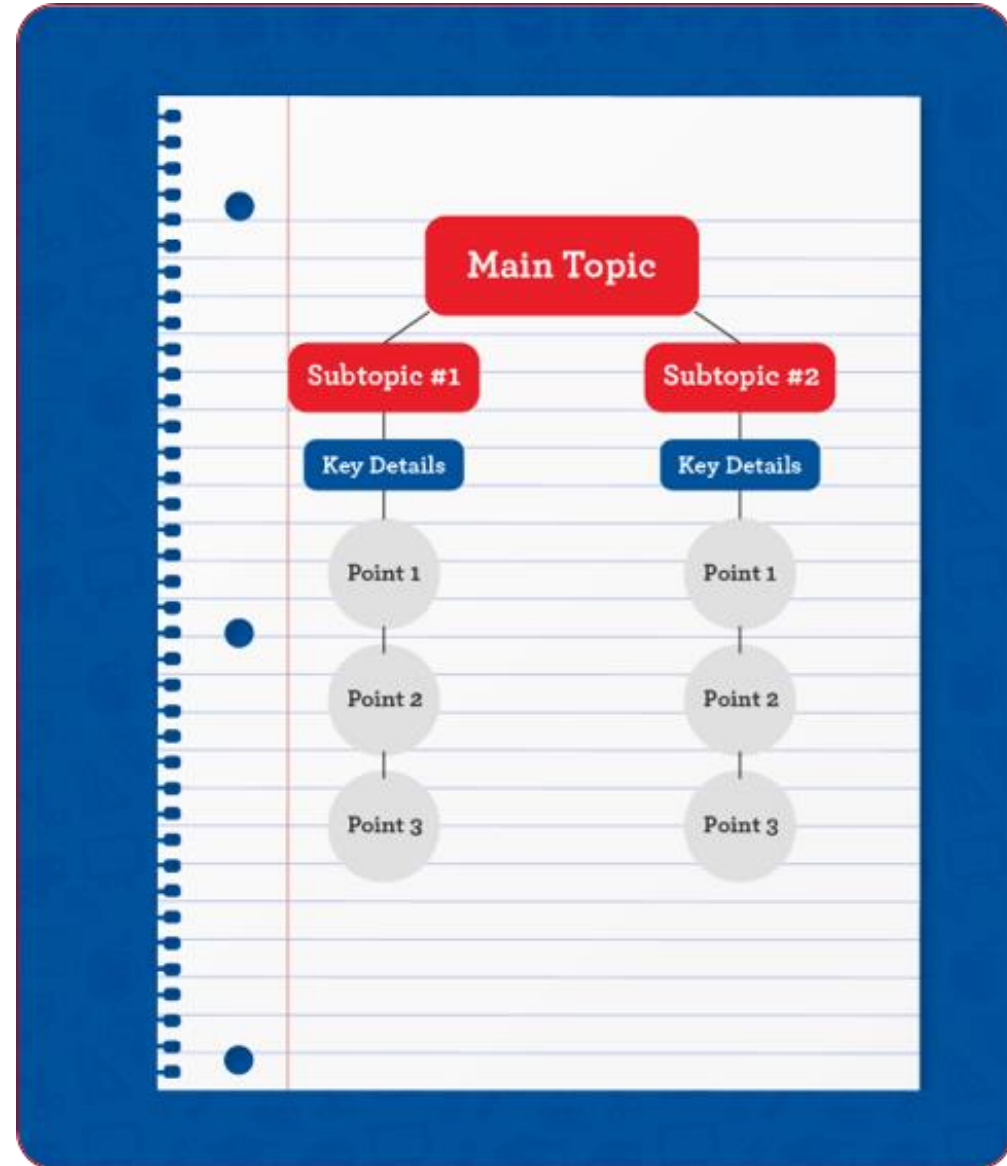 Main Topic
Subtopic #1
Subtopic #2
Key Details
Key Details
Point 1
Point 1
Point 2
Point 2
Point 3
Point 3